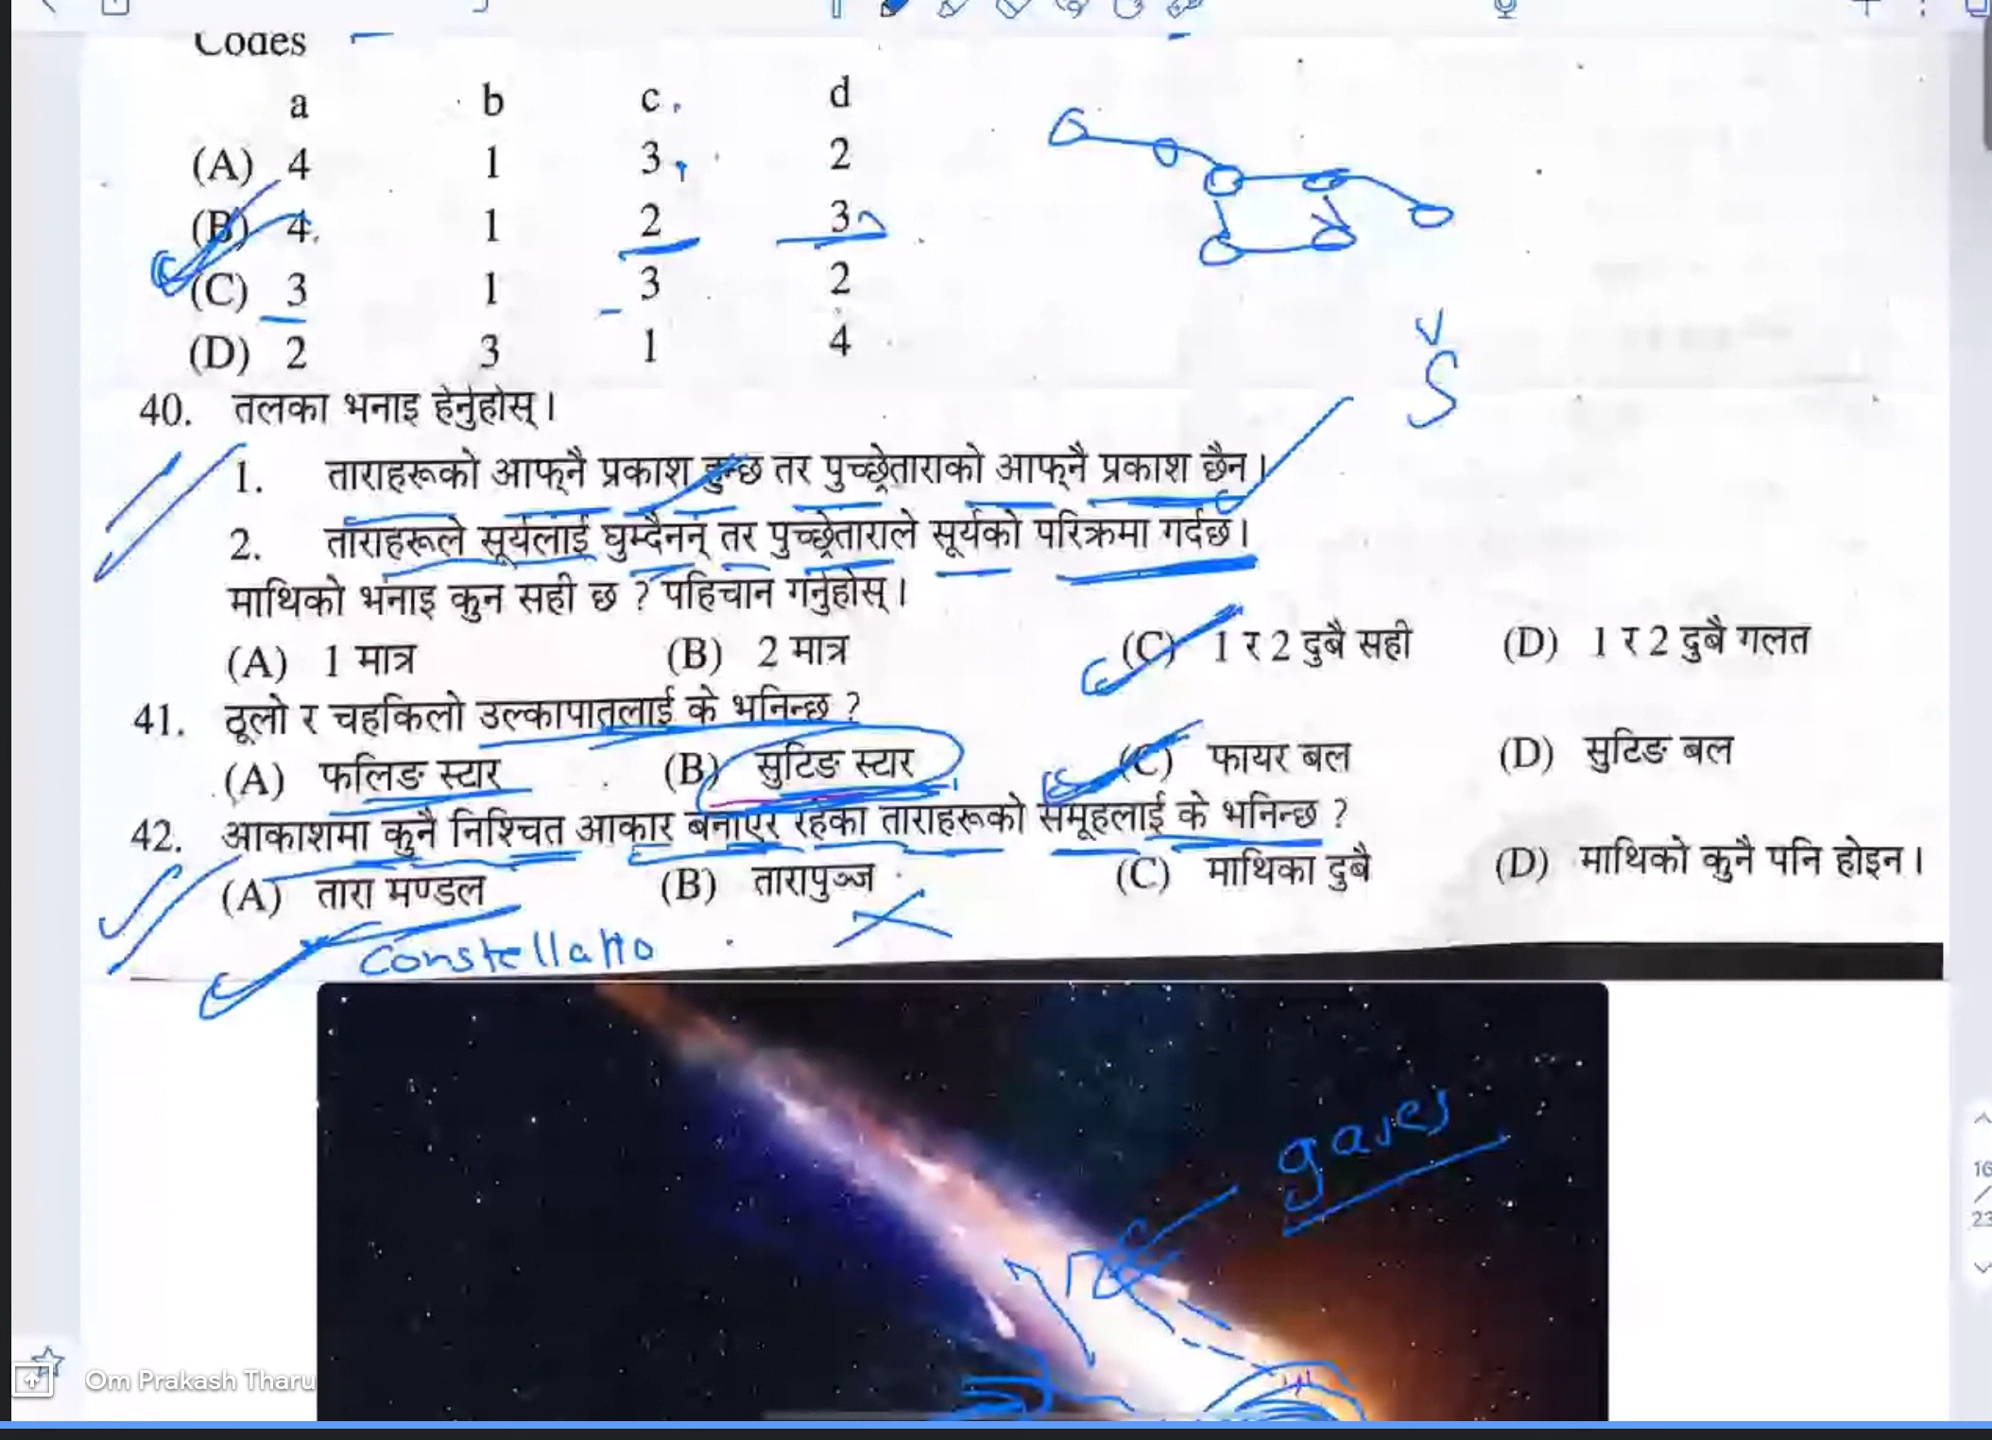 Codes
a b c d
(A) 4 1 3 2
(B) 4 1 2 3
(C) 3 1 3 2
(D) 2 3 1 4
V
S
40. तलका भनाइ हेर्नुहोस् ।
1. ताराहरूको आफ्नै प्रकाश हुन्छ तर पुच्छ्रेताराको आफ्नै प्रकाश छैन ।
2. ताराहरूले सूर्यलाई घुम्दैनन् तर पुच्छ्रेताराले सूर्यको परिक्रमा गर्दछ ।
माथिको भनाइ कुन सही छ ? पहिचान गर्नुहोस् ।
(A) 1 मात्र (B) 2 मात्र (C) 1 र 2 दुबै सही (D) 1 र 2 दुबै गलत
41. ठूलो र चहकिलो उल्कापातलाई के भनिन्छ ?
(A) फलिङ स्टार (B) सुटिङ स्टार (C) फायर बल (D) सुटिङ बल
42. आकाशमा कुनै निश्चित आकार बनाएर रहेका ताराहरूको समूहलाई के भनिन्छ ?
(A) तारा मण्डल (B) तारापुञ्ज (C) माथिका दुबै (D) माथिको कुनै पनि होइन ।
gases
16
/
23
Om Prakash Tharu